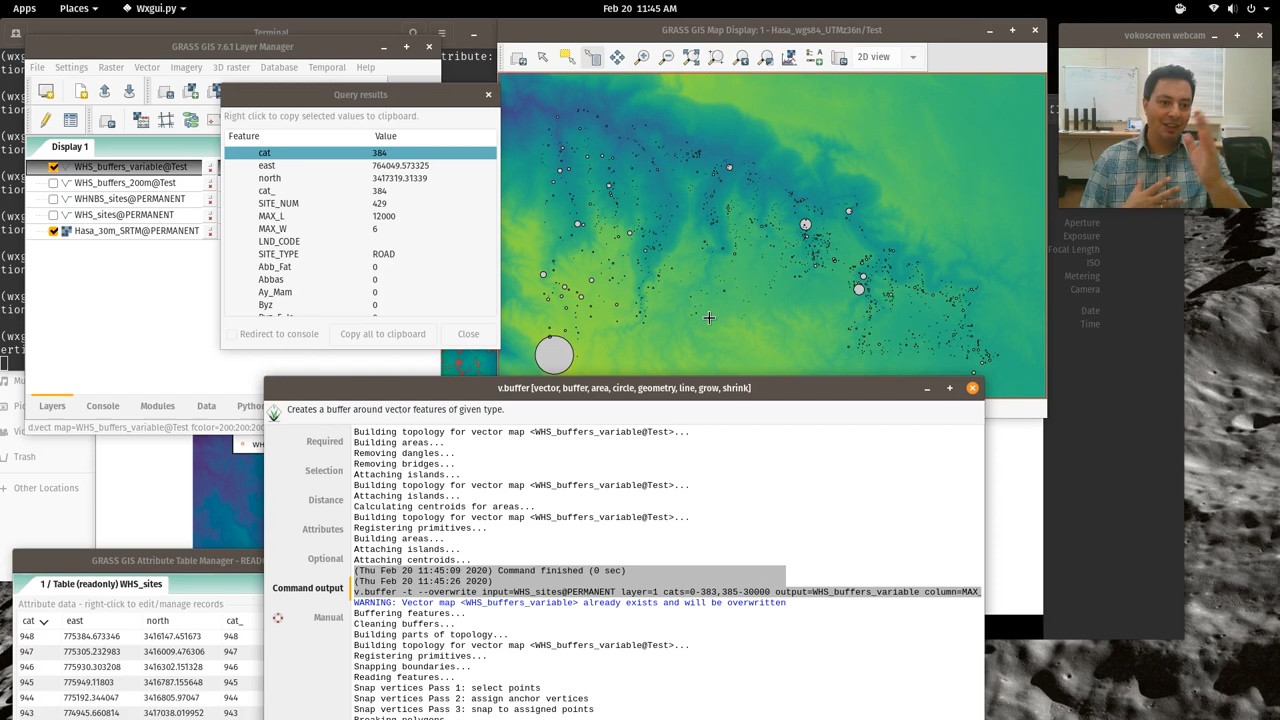 Apps Places Wxgui.py Feb 20 11:45 AM
Terminal
GRASS GIS 7.6.1 Layer Manager
File Settings Raster Vector Imagery 3D raster Database Temporal Help
Display 1
WHS_buffers_variable@Test
WHS_buffers_200m@Test
WHNBS_sites@PERMANENT
WHS_sites@PERMANENT
Hasa_30m_SRTM@PERMANENT
Layers Console Modules Data Python
d.vect map=WHS_buffers_variable@Test fcolor=200:200:200
Query results
Right click to copy selected values to clipboard.
Feature Value
cat 384
east 764049.573325
north 3417319.31339
cat_ 384
SITE_NUM 429
MAX_L 12000
MAX_W 6
LND_CODE
SITE_TYPE ROAD
Abb_Fat 0
Abbas 0
Ay_Mam 0
Byz 0
Redirect to console Copy all to clipboard Close
GRASS GIS Map Display: 1 - Hasa_wgs84_UTMz36n/Test
2D view
vokoscreen webcam
Aperture
Exposure
Focal Length
ISO
Metering
Camera
Date
Time
Trash
Other Locations
v.buffer [vector, buffer, area, circle, geometry, line, grow, shrink]
Creates a buffer around vector features of given type.
Required
Selection
Distance
Attributes
Optional
Command output
Manual
Building topology for vector map <WHS_buffers_variable@Test>...
Building areas...
Removing dangles...
Removing bridges...
Attaching islands...
Building topology for vector map <WHS_buffers_variable@Test>...
Attaching islands...
Calculating centroids for areas...
Building topology for vector map <WHS_buffers_variable@Test>...
Registering primitives...
Building areas...
Attaching islands...
Attaching centroids...
(Thu Feb 20 11:45:09 2020) Command finished (0 sec)
(Thu Feb 20 11:45:26 2020)
v.buffer -t --overwrite input=WHS_sites@PERMANENT layer=1 cats=0-383,385-30000 output=WHS_buffers_variable column=MAX_
WARNING: Vector map <WHS_buffers_variable> already exists and will be overwritten
Buffering features...
Cleaning buffers...
Building parts of topology...
Building topology for vector map <WHS_buffers_variable@Test>...
Registering primitives...
Snapping boundaries...
Reading features...
Snap vertices Pass 1: select points
Snap vertices Pass 2: assign anchor vertices
Snap vertices Pass 3: snap to assigned points
Breaking polygons...
GRASS GIS Attribute Table Manager - READ
1 / Table (readonly) WHS_sites
Attribute data - right-click to edit/manage records
cat east north cat_
948 775384.673346 3416147.451673 948
947 775305.232983 3416009.476306 947
946 775930.303208 3416302.151328 946
945 775949.11803 3416787.155648 945
944 775192.344047 3416805.97047 944
943 774945.660814 3417038.019952 943